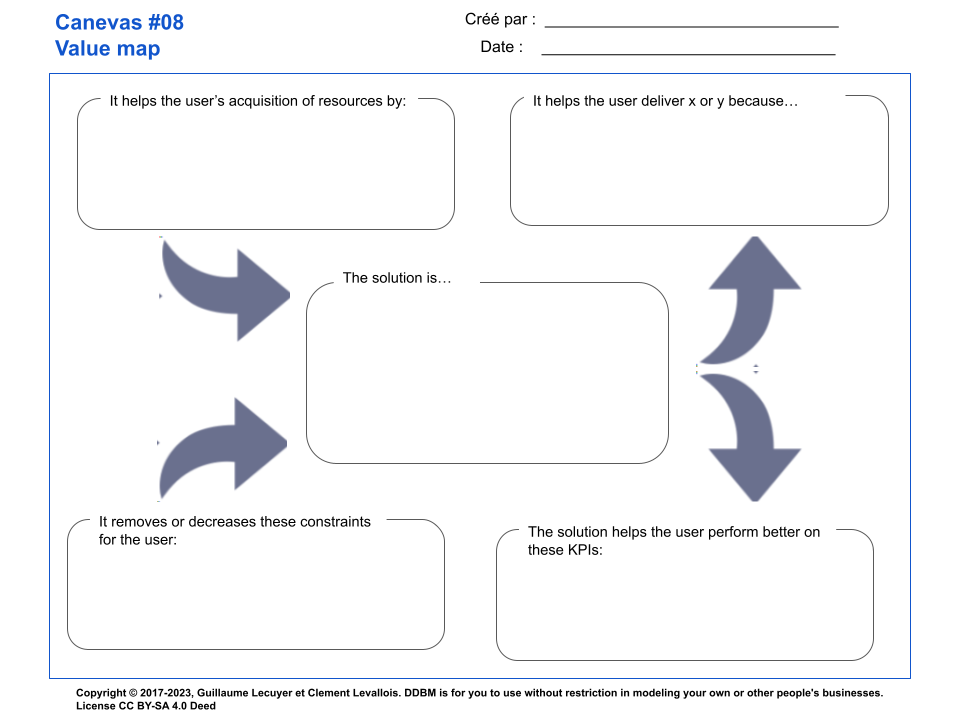 Canevas #08
Value map
Créé par : ___________________________________
Date : ___________________________________
It helps the user’s acquisition of resources by:
It helps the user deliver x or y because…
The solution is…
It removes or decreases these constraints
for the user:
The solution helps the user perform better on
these KPIs:
Copyright © 2017-2023, Guillaume Lecuyer et Clement Levallois. DDBM is for you to use without restriction in modeling your own or other people's businesses.
License CC BY-SA 4.0 Deed